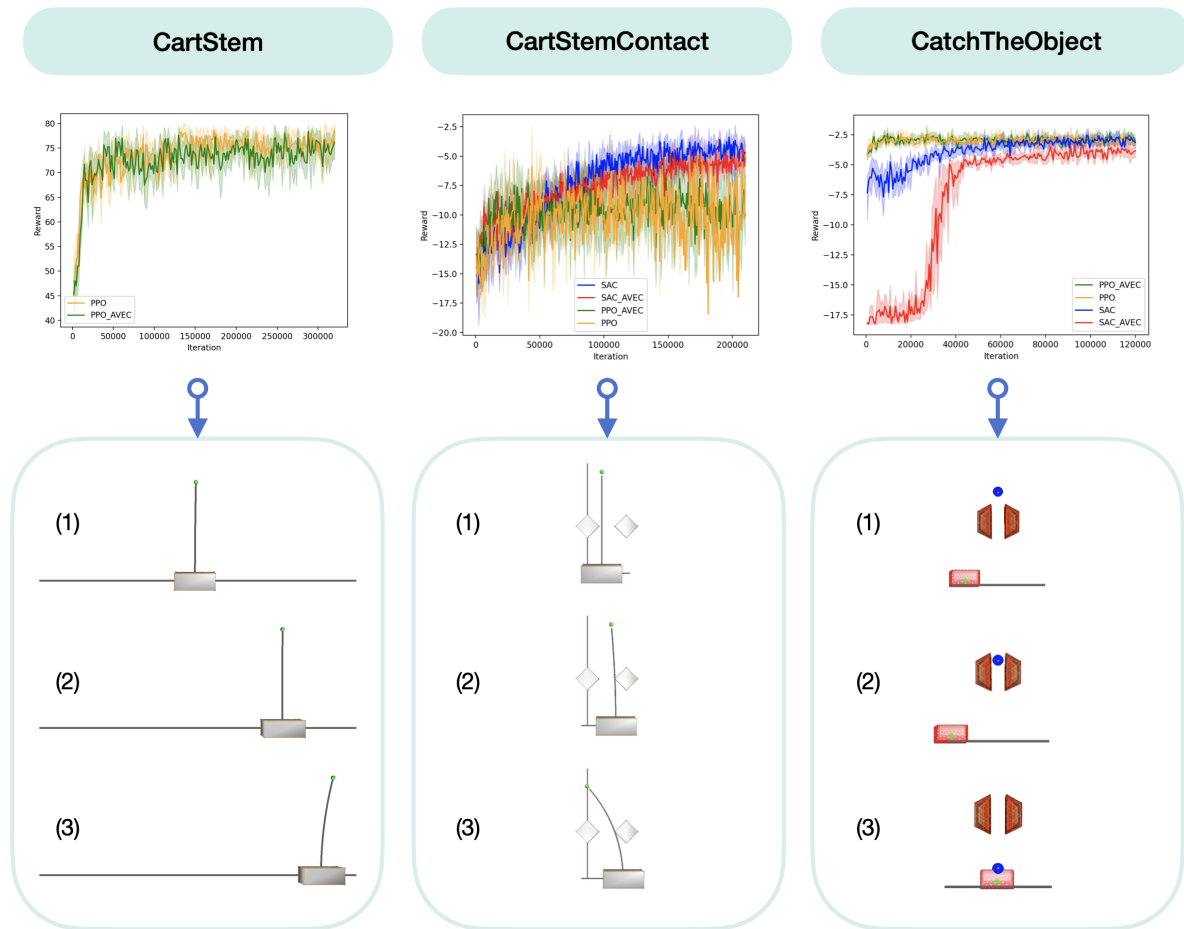 CartStem
CartStemContact
CatchTheObject
80
75
70
65
60
55
50
45
40
Reward
PPO
PPO_AVEC
0
50000
100000
150000
200000
250000
300000
Iteration
−2.5
−5.0
−7.5
−10.0
−12.5
−15.0
−17.5
−20.0
Reward
SAC
SAC_AVEC
PPO_AVEC
PPO
0
50000
100000
150000
200000
Iteration
−2.5
−5.0
−7.5
−10.0
−12.5
−15.0
−17.5
Reward
PPO_AVEC
PPO
SAC
SAC_AVEC
0
20000
40000
60000
80000
100000
120000
Iteration
(1)
(2)
(3)
(1)
(2)
(3)
(1)
(2)
(3)